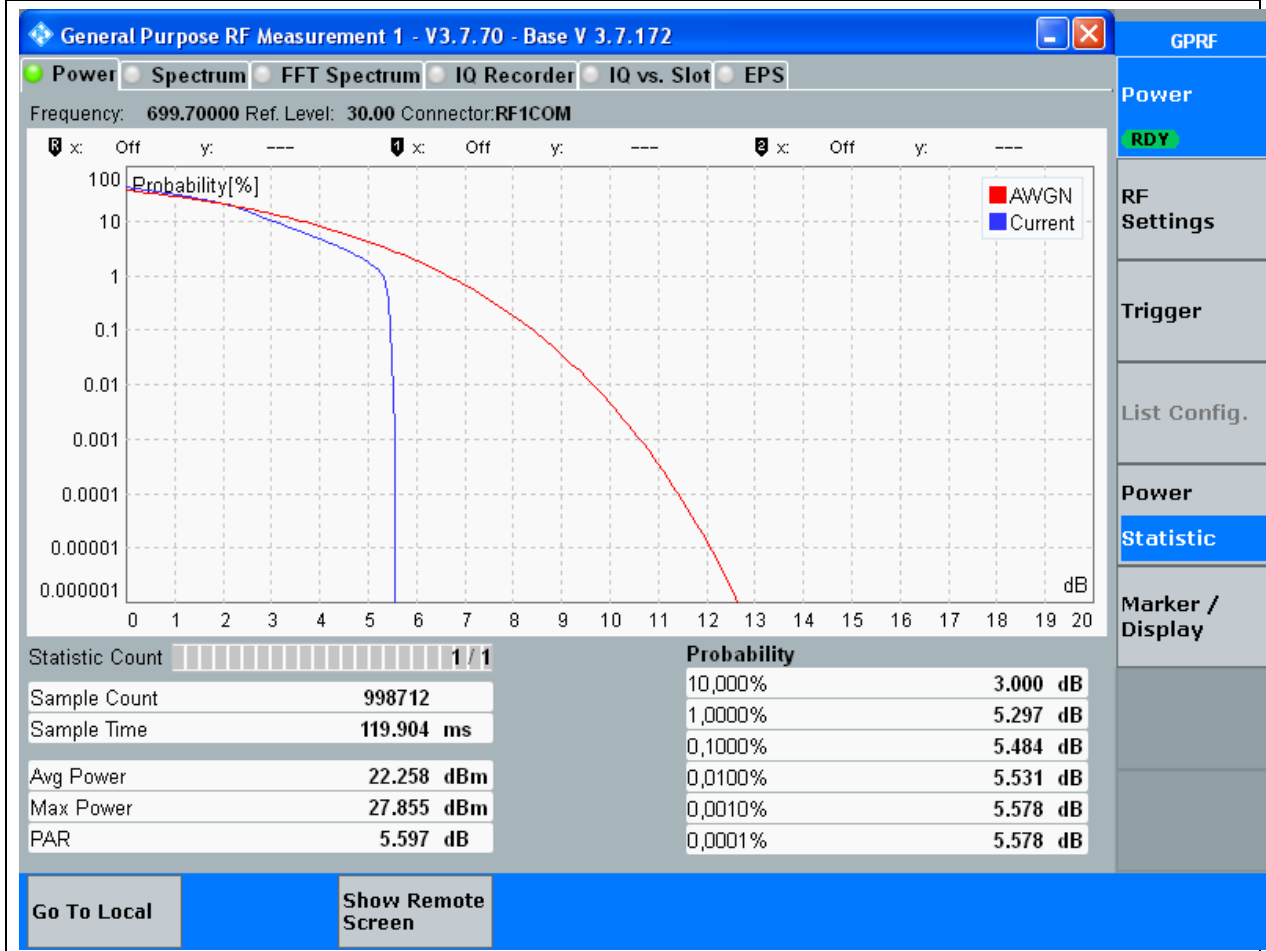 General Purpose RF Measurement 1 - V3.7.70 - Base V 3.7.172
GPRF
Power Spectrum FFT Spectrum IQ Recorder IQ vs. Slot EPS
Frequency: 699.70000 Ref. Level: 30.00 Connector:RF1COM
R x: Off y: --- 1 x: Off y: --- 2 x: Off y: ---
Probability[%]
100
10
1
0.1
0.01
0.001
0.0001
0.00001
0.000001
AWGN
Current
dB
0 1 2 3 4 5 6 7 8 9 10 11 12 13 14 15 16 17 18 19 20
Statistic Count 1 / 1
Sample Count 998712
Sample Time 119.904 ms
Avg Power 22.258 dBm
Max Power 27.855 dBm
PAR 5.597 dB
Probability
10,000% 3.000 dB
1,0000% 5.297 dB
0,1000% 5.484 dB
0,0100% 5.531 dB
0,0010% 5.578 dB
0,0001% 5.578 dB
Power
RDY
RF
Settings
Trigger
List Config.
Power
Statistic
Marker /
Display
Go To Local
Show Remote
Screen